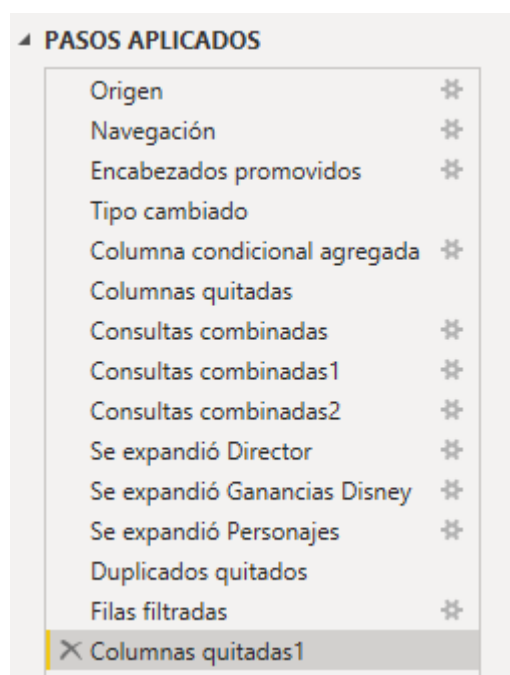 PASOS APLICADOS
Origen
Navegación
Encabezados promovidos
Tipo cambiado
Columna condicional agregada
Columnas quitadas
Consultas combinadas
Consultas combinadas1
Consultas combinadas2
Se expandió Director
Se expandió Ganancias Disney
Se expandió Personajes
Duplicados quitados
Filas filtradas
Columnas quitadas1